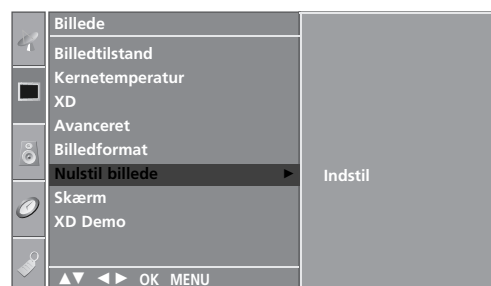 Billede
Billedtilstand
Kernetemperatur
XD
Avanceret
Billedformat
Nulstil billede ► Indstil
Skærm
XD Demo
▲▼ ◄► OK MENU